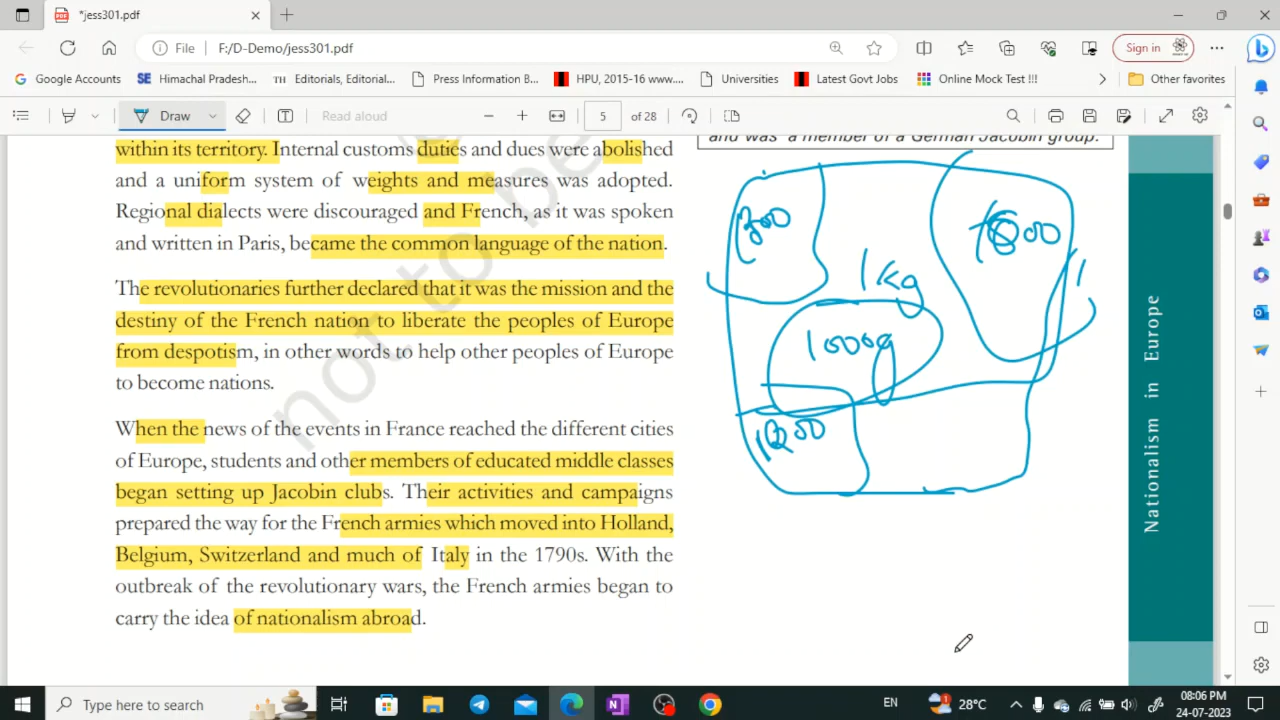 *jess301.pdf
File F:/D-Demo/jess301.pdf Sign in
Google Accounts SE Himachal Pradesh... TH Editorials, Editorial... Press Information B... HPU, 2015-16 www.... Universities Latest Govt Jobs Online Mock Test !!! Other favorites
Draw Read aloud 5 of 28
and was a member of a German Jacobin group.
within its territory. Internal customs duties and dues were abolished
and a uniform system of weights and measures was adopted.
Regional dialects were discouraged and French, as it was spoken
and written in Paris, became the common language of the nation.
The revolutionaries further declared that it was the mission and the
destiny of the French nation to liberate the peoples of Europe
from despotism, in other words to help other peoples of Europe
to become nations.
When the news of the events in France reached the different cities
of Europe, students and other members of educated middle classes
began setting up Jacobin clubs. Their activities and campaigns
prepared the way for the French armies which moved into Holland,
Belgium, Switzerland and much of Italy in the 1790s. With the
outbreak of the revolutionary wars, the French armies began to
carry the idea of nationalism abroad.
not to be
1 Kg
1000g
Nationalism in Europe
Type here to search
EN 28°C 08:06 PM
24-07-2023